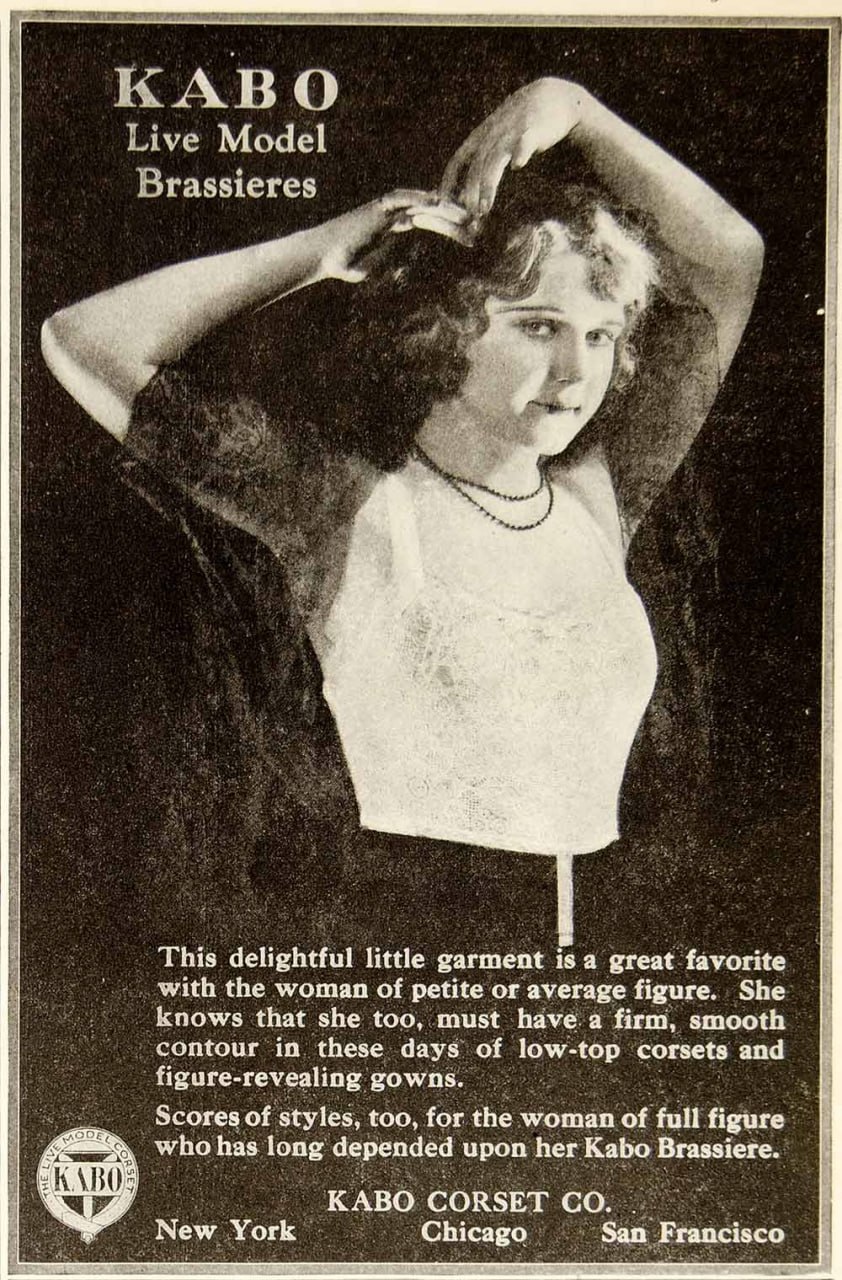 KABO
Live Model
Brassieres
This delightful little garment is a great favorite
with the woman of petite or average figure. She
knows that she too, must have a firm, smooth
contour in these days of low-top corsets and
figure-revealing gowns.
Scores of styles, too, for the woman of full figure
who has long depended upon her Kabo Brassiere.
THE LIVE MODEL CORSET
KABO
KABO CORSET CO.
New York Chicago San Francisco